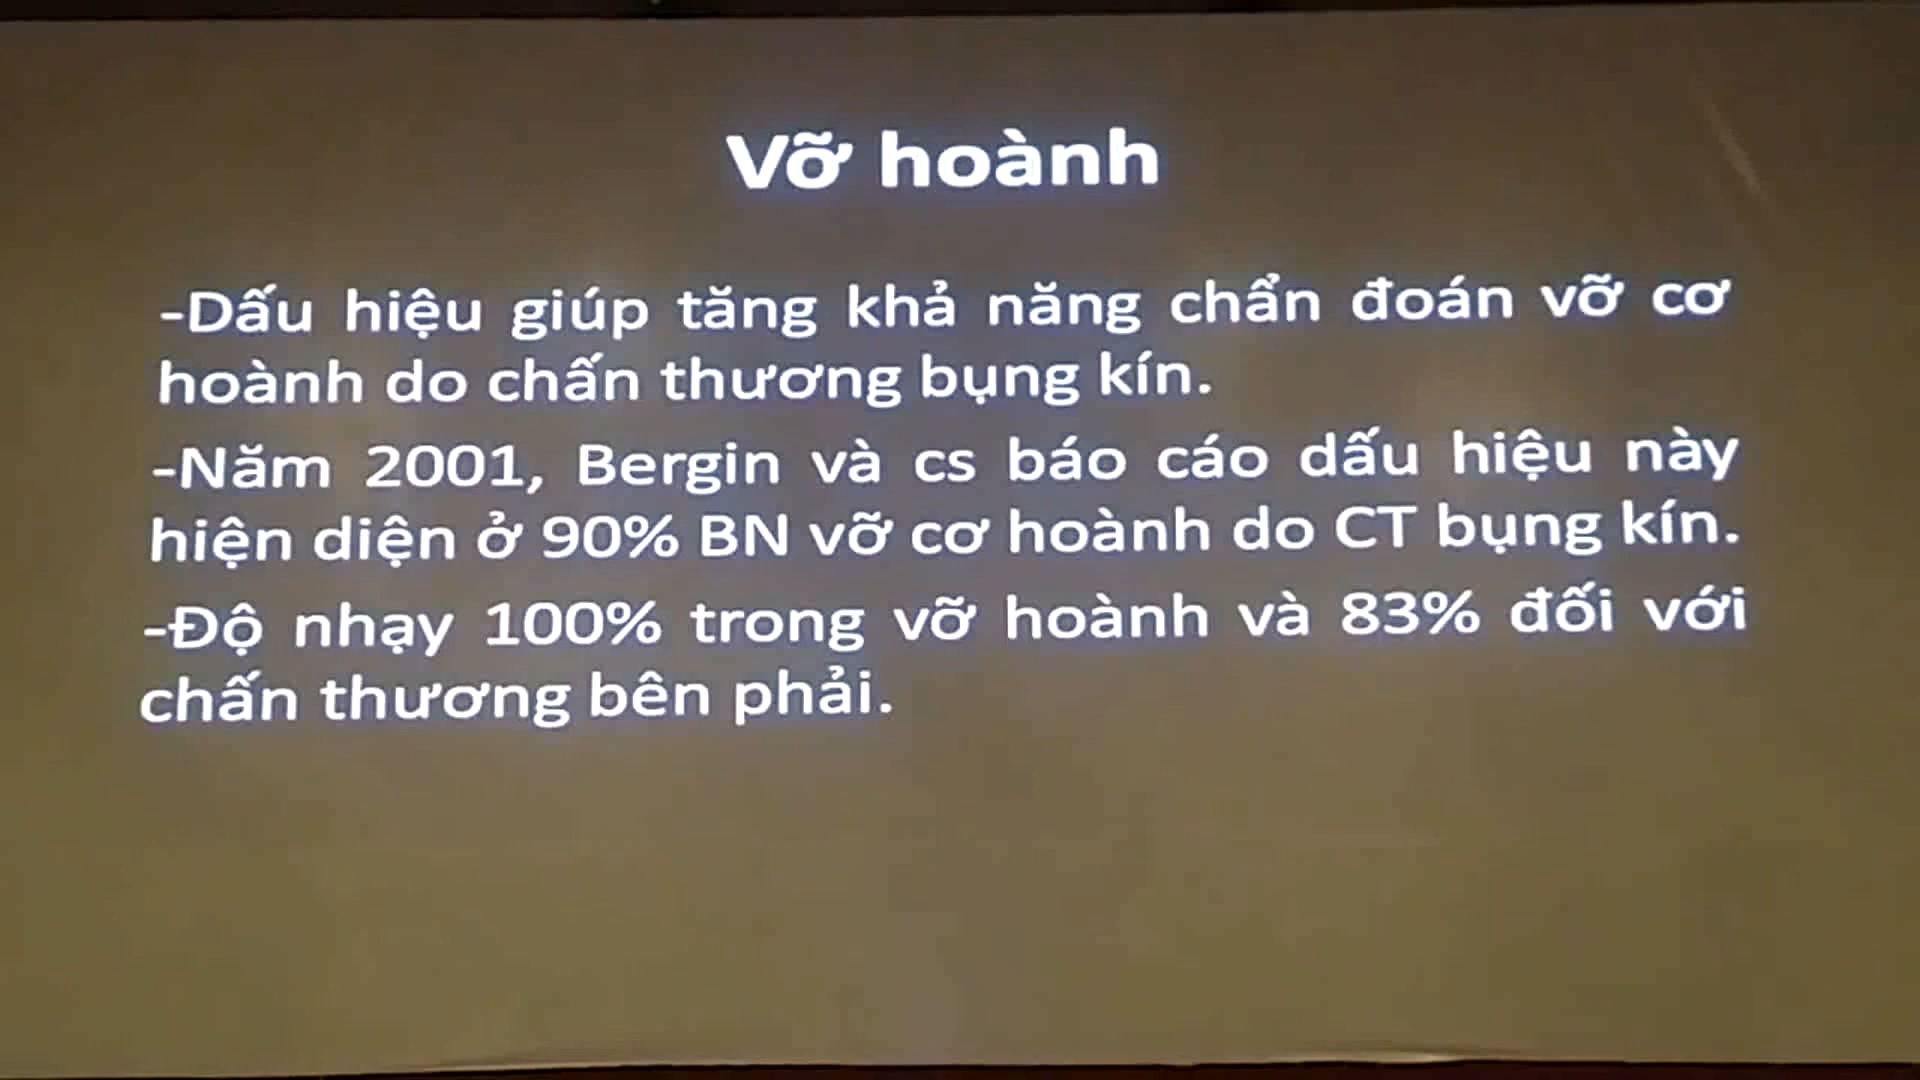 Vỡ hoành
-Dấu hiệu giúp tăng khả năng chẩn đoán vỡ cơ
hoành do chấn thương bụng kín.
-Năm 2001, Bergin và cs báo cáo dấu hiệu này
hiện diện ở 90% BN vỡ cơ hoành do CT bụng kín.
-Độ nhạy 100% trong vỡ hoành và 83% đối với
chấn thương bên phải.